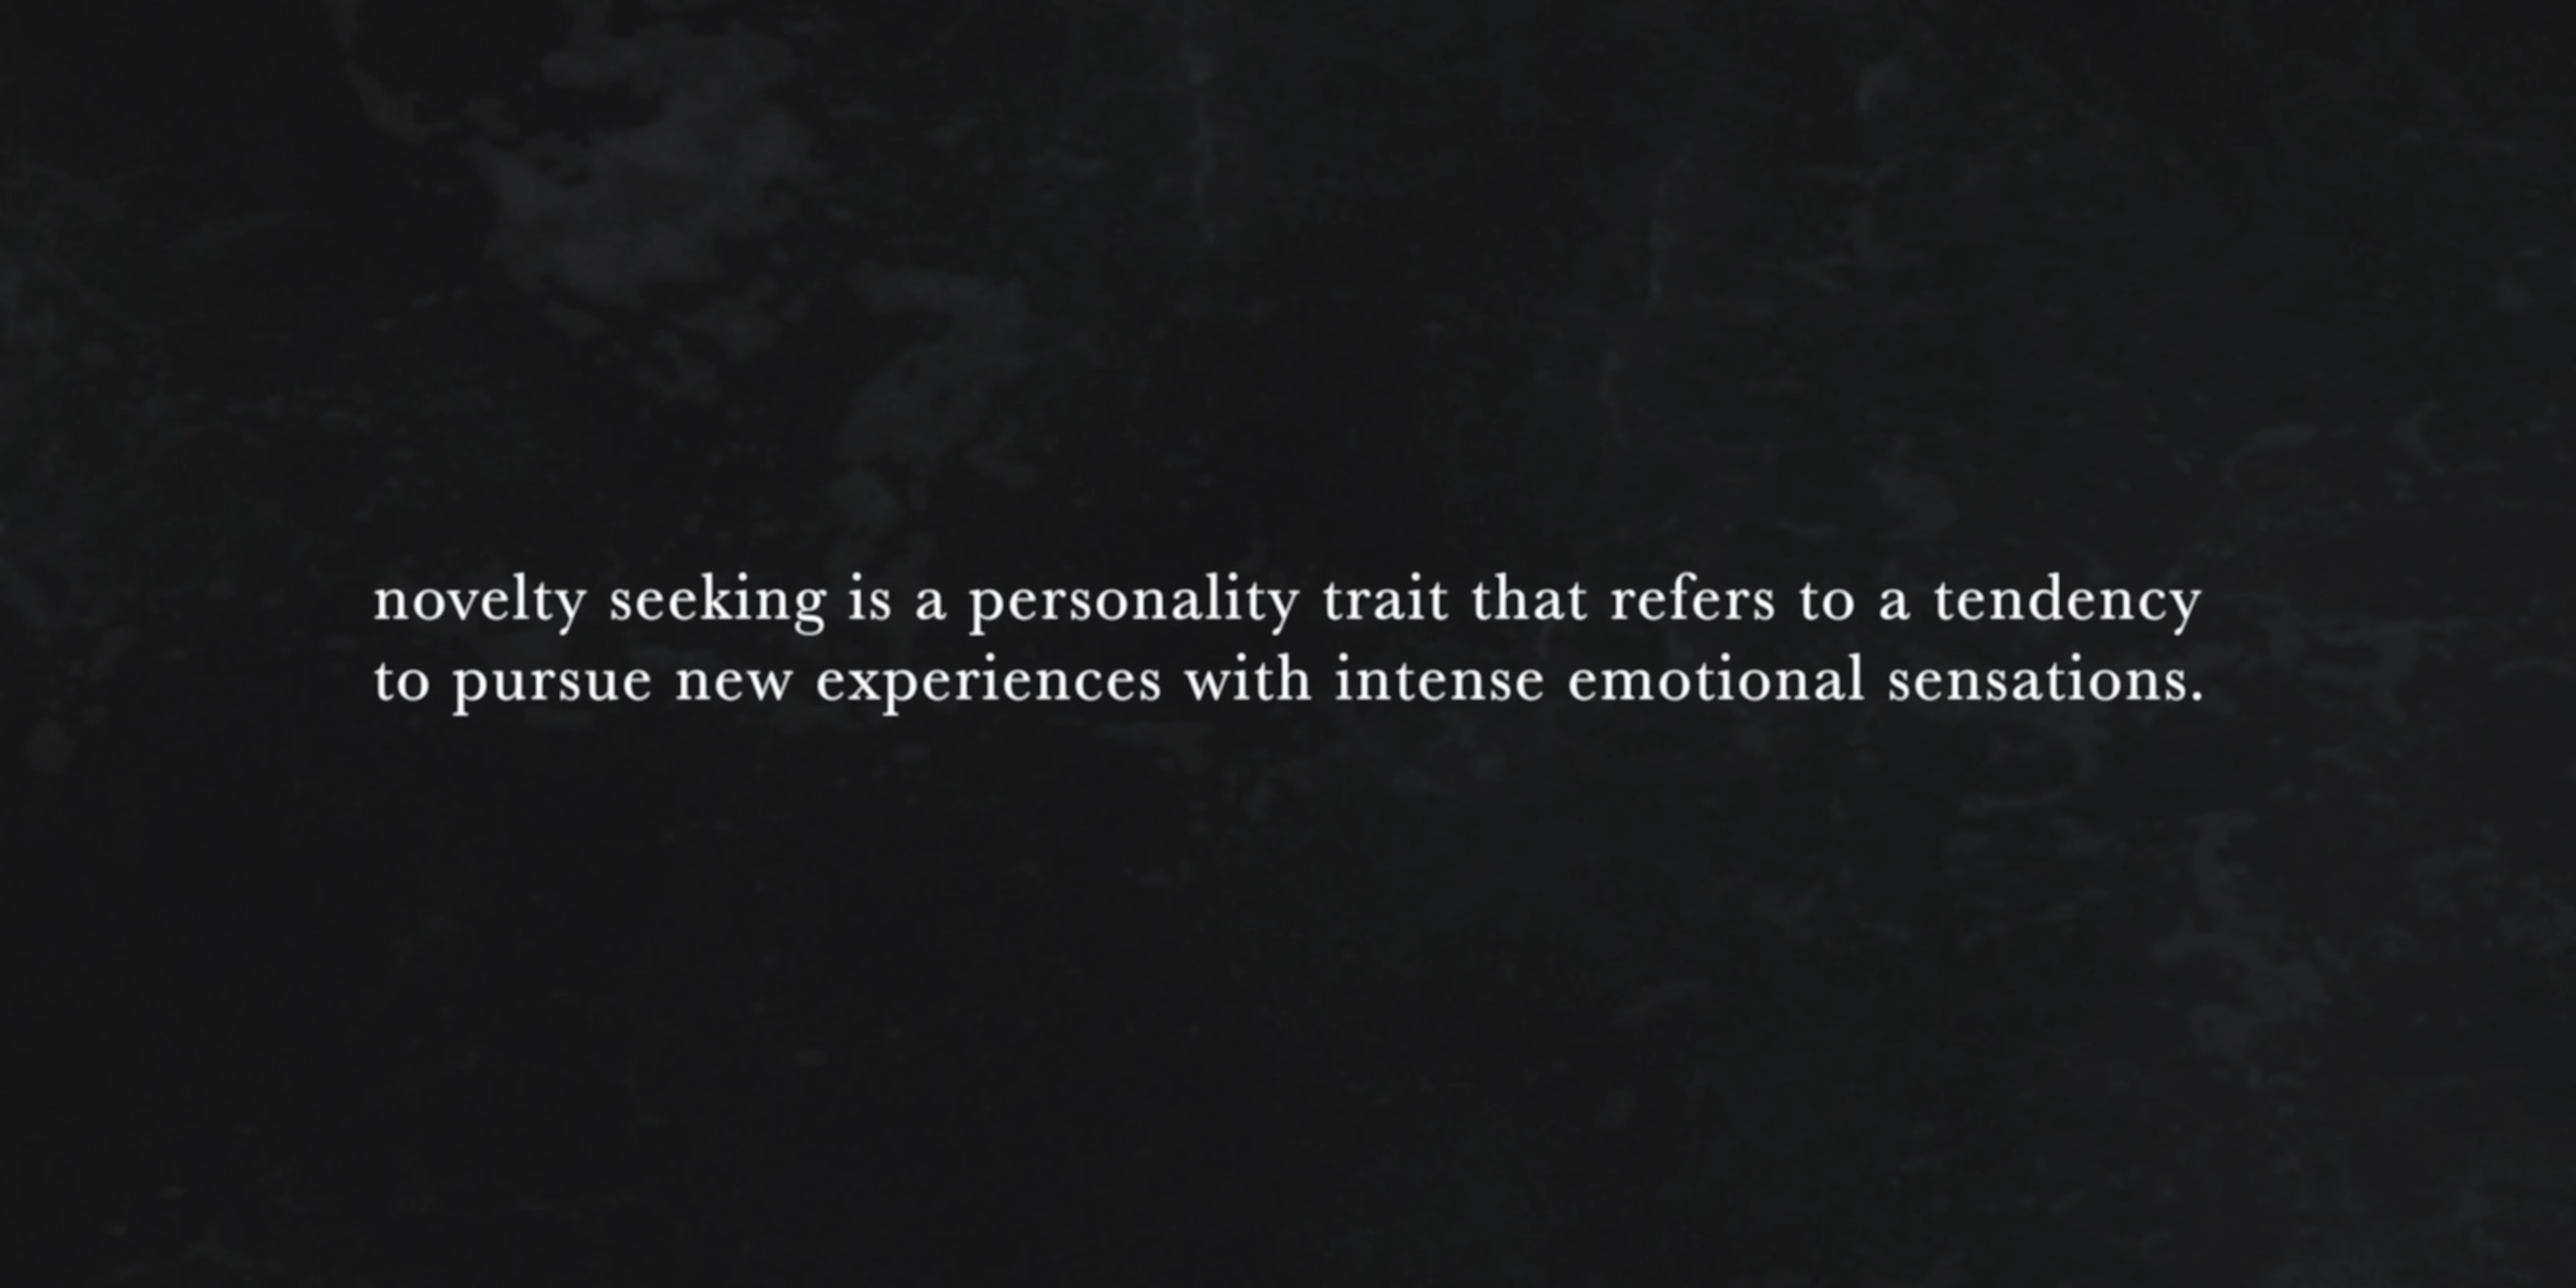 novelty seeking is a personality trait that refers to a tendency
to pursue new experiences with intense emotional sensations.